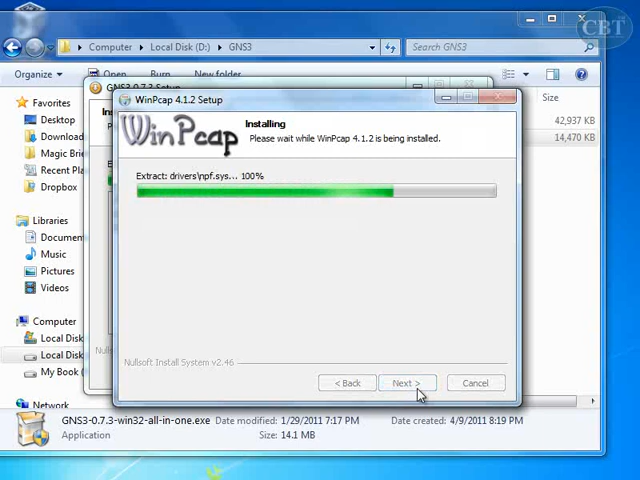 CBT
Computer
Local Disk (D:)
GNS3
Search GNS3
Organize
Open
New folder
GNS3 0.7.3 Setup
Size
Favorites
Desktop
Download
Magic Brie
Recent Pla
Dropbox
42,937 KB
14,470 KB
WinPcap 4.1.2 Setup
WinPcap
Installing
Please wait while WinPcap 4.1.2 is being installed.
Extract: drivers\npf.sys... 100%
Libraries
Documen
Music
Pictures
Videos
Computer
Local Disk
Local Disk
My Book (
Network
Nullsoft Install System v2.46
< Back
Next >
Cancel
GNS3-0.7.3-win32-all-in-one.exe
Date modified: 1/29/2011 7:17 PM
Date created: 4/9/2011 8:19 PM
Application
Size: 14.1 MB